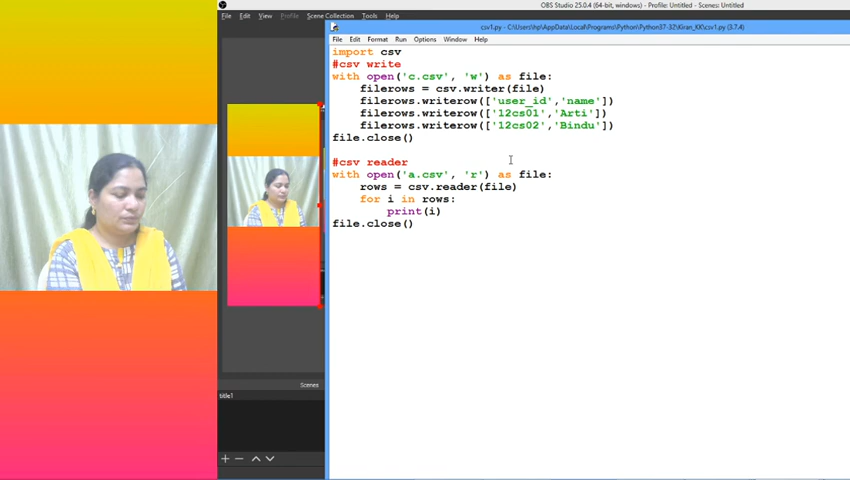 OBS Studio 25.0.4 (64-bit, windows) - Profile: Untitled - Scenes: Untitled
File Edit View Profile Scene Collection Tools Help
csv1.py - C:\Users\hp\AppData\Local\Programs\Python\Python37-32\Kiran_KK\csv1.py (3.7.4)
File Edit Format Run Options Window Help
import csv
#csv write
with open('c.csv', 'w') as file:
    filerows = csv.writer(file)
    filerows.writerow(['user_id','name'])
    filerows.writerow(['12cs01','Arti'])
    filerows.writerow(['12cs02','Bindu'])
file.close()
#csv reader
with open('a.csv', 'r') as file:
    rows = csv.reader(file)
    for i in rows:
        print(i)
file.close()
Scenes
title1